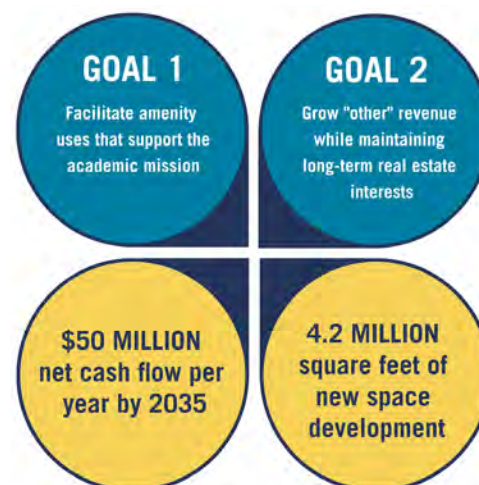 GOAL 1
Facilitate amenity
uses that support the
academic mission
GOAL 2
Grow "other" revenue
while maintaining
long-term real estate
interests
$50 MILLION
net cash flow per
year by 2035
4.2 MILLION
square feet of
new space
development